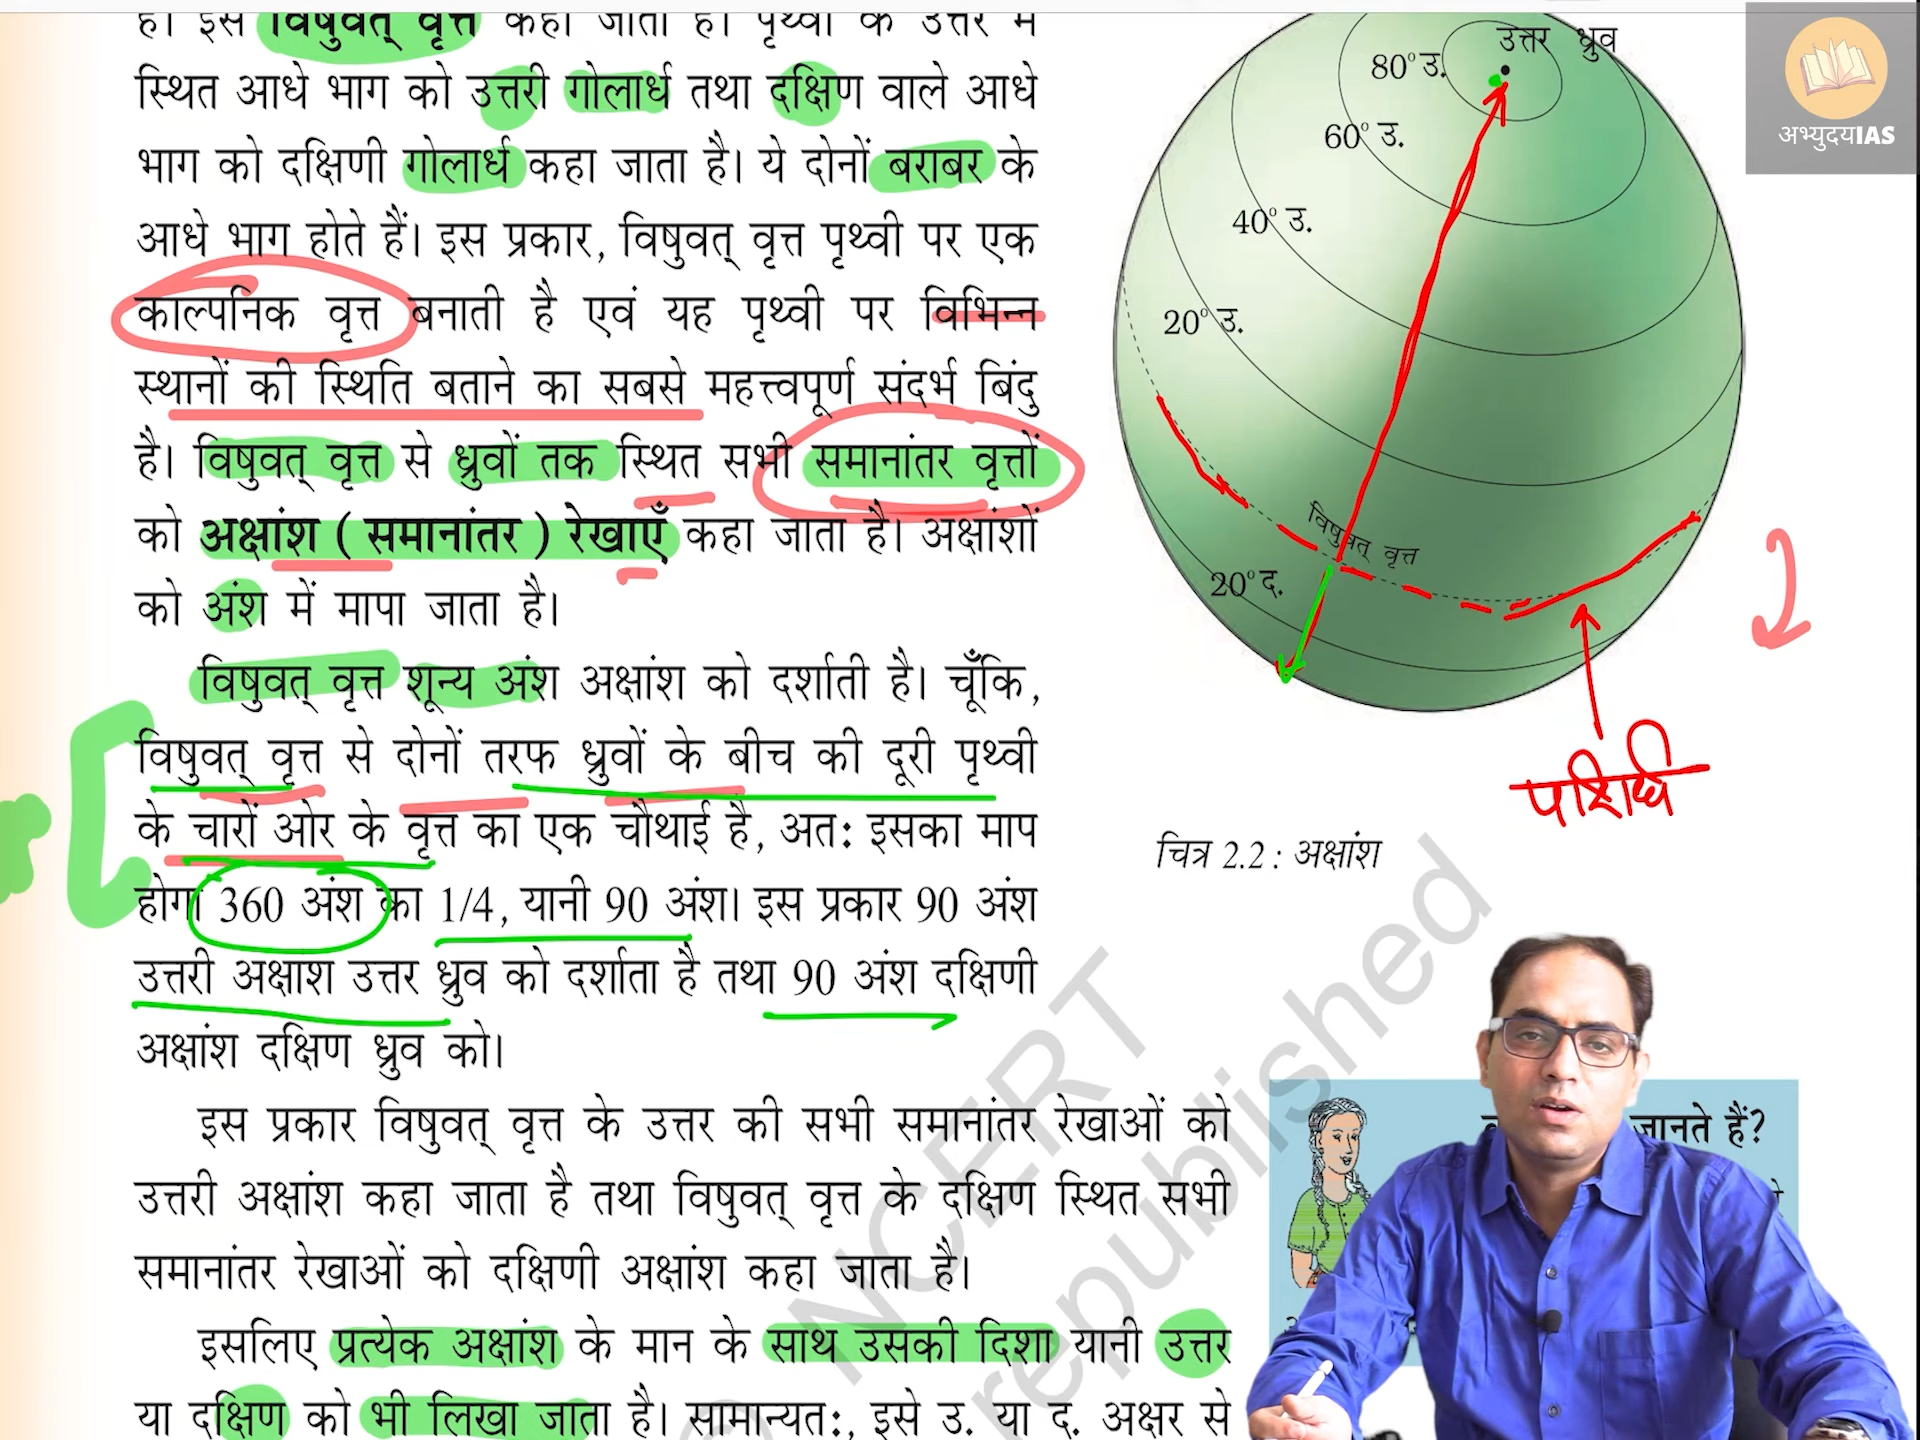 है। इसे विषुवत् वृत्त कहा जाता है। पृथ्वी के उत्तर में
स्थित आधे भाग को उत्तरी गोलार्ध तथा दक्षिण वाले आधे
भाग को दक्षिणी गोलार्ध कहा जाता है। ये दोनों बराबर के
आधे भाग होते हैं। इस प्रकार, विषुवत् वृत्त पृथ्वी पर एक
काल्पनिक वृत्त बनाती है एवं यह पृथ्वी पर विभिन्न
स्थानों की स्थिति बताने का सबसे महत्त्वपूर्ण संदर्भ बिंदु
है। विषुवत् वृत्त से ध्रुवों तक स्थित सभी समानांतर वृत्तों
को अक्षांश ( समानांतर ) रेखाएँ कहा जाता है। अक्षांशों
को अंश में मापा जाता है।
विषुवत् वृत्त शून्य अंश अक्षांश को दर्शाती है। चूँकि,
विषुवत् वृत्त से दोनों तरफ ध्रुवों के बीच की दूरी पृथ्वी
के चारों ओर के वृत्त का एक चौथाई है, अतः इसका माप
होगा 360 अंश का 1/4, यानी 90 अंश। इस प्रकार 90 अंश
उत्तरी अक्षाश उत्तर ध्रुव को दर्शाता है तथा 90 अंश दक्षिणी
अक्षांश दक्षिण ध्रुव को।
इस प्रकार विषुवत् वृत्त के उत्तर की सभी समानांतर रेखाओं को
उत्तरी अक्षांश कहा जाता है तथा विषुवत् वृत्त के दक्षिण स्थित सभी
समानांतर रेखाओं को दक्षिणी अक्षांश कहा जाता है।
इसलिए प्रत्येक अक्षांश के मान के साथ उसकी दिशा यानी उत्तर
या दक्षिण को भी लिखा जाता है। सामान्यतः, इसे उ. या द. अक्षर से
उत्तर ध्रुव
80° उ.
60° उ.
40° उ.
20° उ.
विषुवत् वृत्त
20° द.
परिधि
चित्र 2.2 : अक्षांश
जानते हैं?
NCERT
republished
अभ्युदयIAS